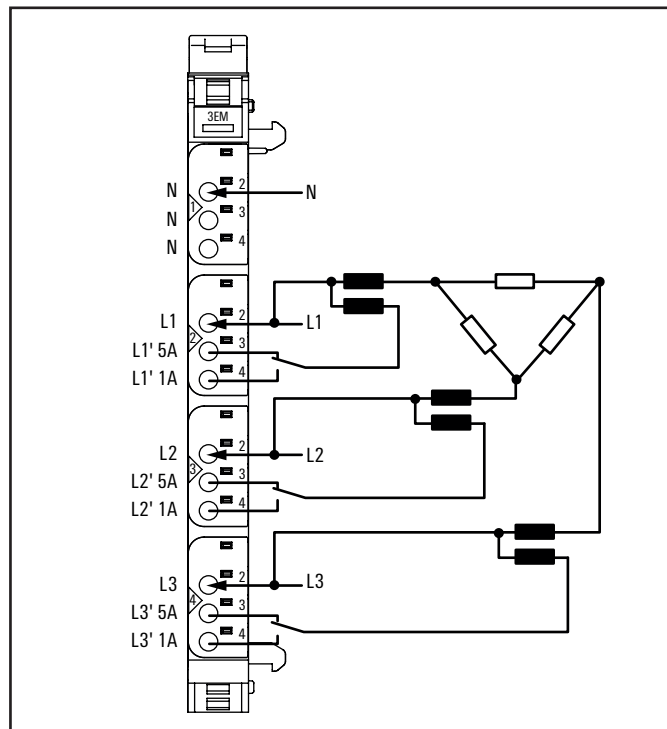 3EM
N 2 N
1
N 3
N 4
L1 2 L1
2
L1' 5A 3
L1' 1A 4
L2 2 L2
3
L2' 5A 3
L2' 1A 4
L3 2 L3
4
L3' 5A 3
L3' 1A 4